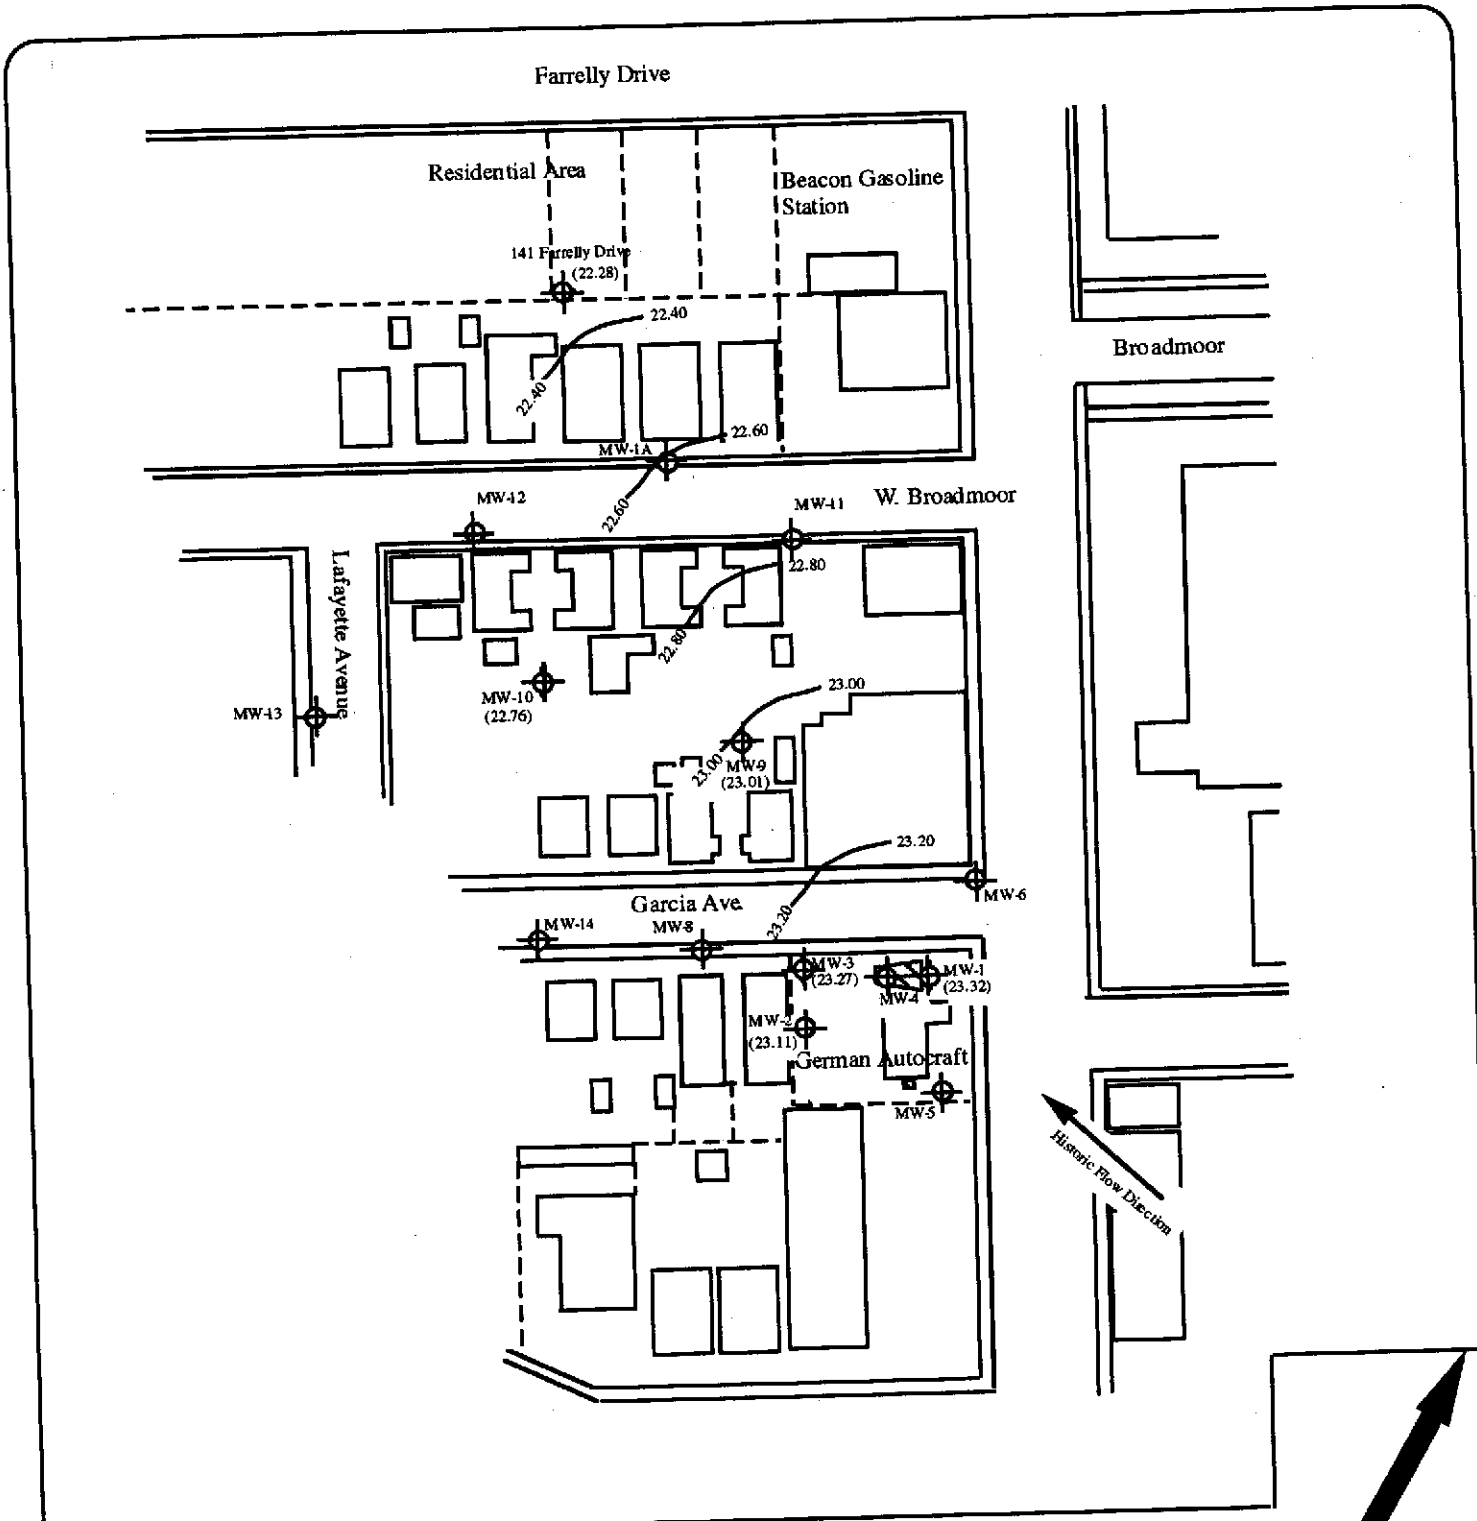 Farrelly Drive
Residential Area
Beacon Gasoline
Station
141 Farrelly Drive
(22.28)
22.40
22.40
Broadmoor
22.60
MW-1A
22.60
MW-12
MW-11
W. Broadmoor
Lafayette Avenue
22.80
22.80
MW-10
(22.76)
MW-13
23.00
23.00
MW-9
(23.01)
23.20
23.20
MW-6
Garcia Ave.
MW-14
MW-8
MW-3
(23.27)
MW-1
(23.32)
MW-4
MW-2
(23.11)
German Autocraft
MW-5
Historic Flow Direction